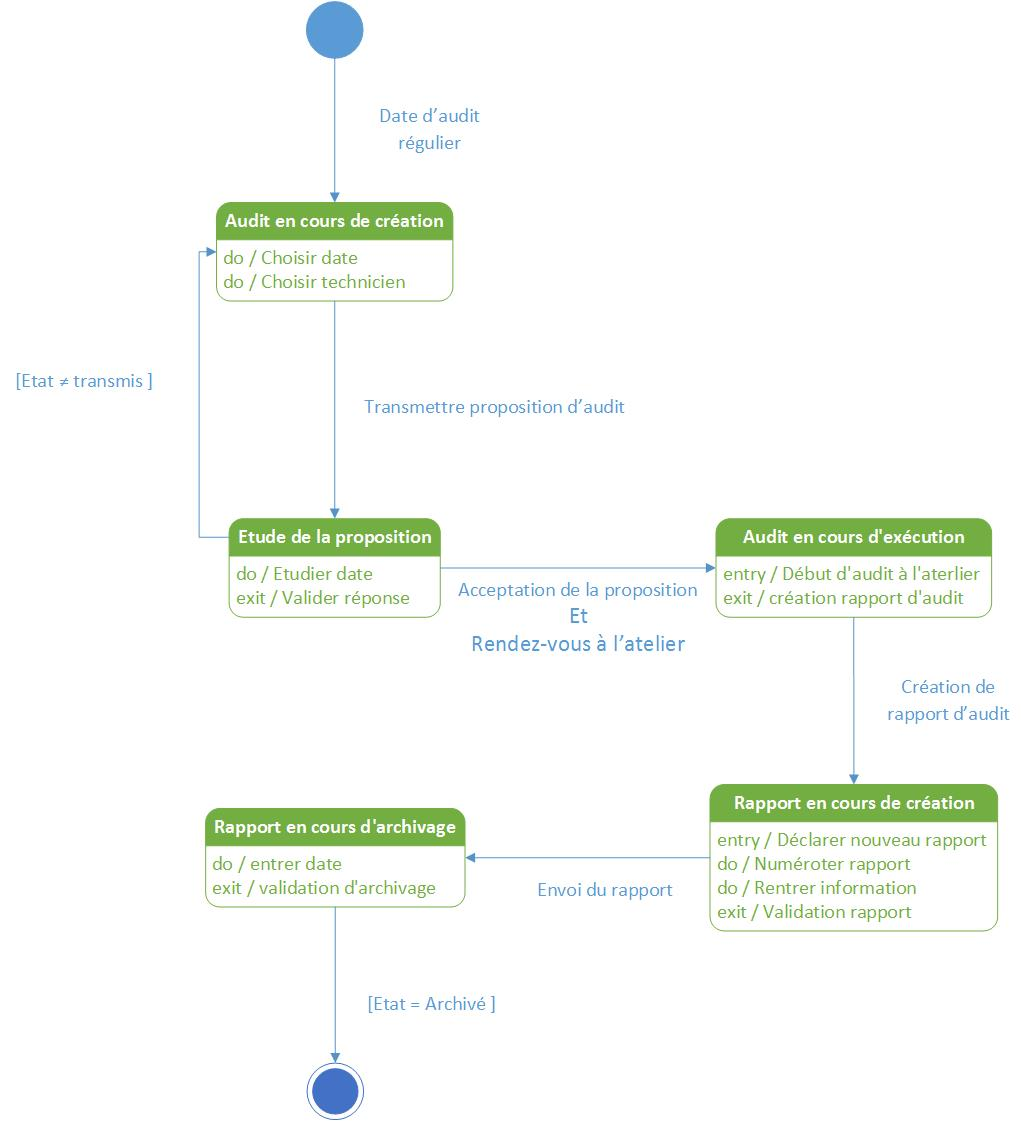 Date d’audit
régulier
Audit en cours de création
do / Choisir date
do / Choisir technicien
[Etat ≠ transmis ]
Transmettre proposition d’audit
Etude de la proposition
do / Etudier date
exit / Valider réponse
Acceptation de la proposition
Et
Rendez-vous à l’atelier
Audit en cours d'exécution
entry / Début d'audit à l'aterlier
exit / création rapport d'audit
Création de
rapport d’audit
Rapport en cours de création
entry / Déclarer nouveau rapport
do / Numéroter rapport
do / Rentrer information
exit / Validation rapport
Envoi du rapport
Rapport en cours d'archivage
do / entrer date
exit / validation d'archivage
[Etat = Archivé ]